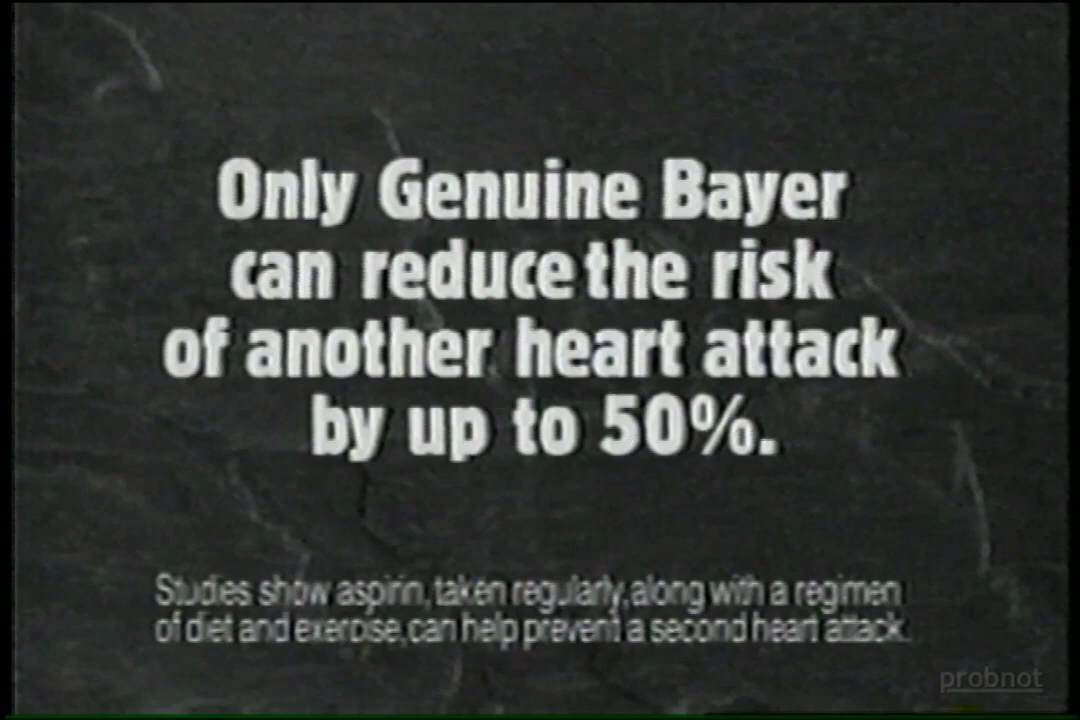 Only Genuine Bayer
can reduce the risk
of another heart attack
by up to 50%.
Studies show aspirin, taken regularly, along with a regimen
of diet and exercise, can help prevent a second heart attack.
probnot